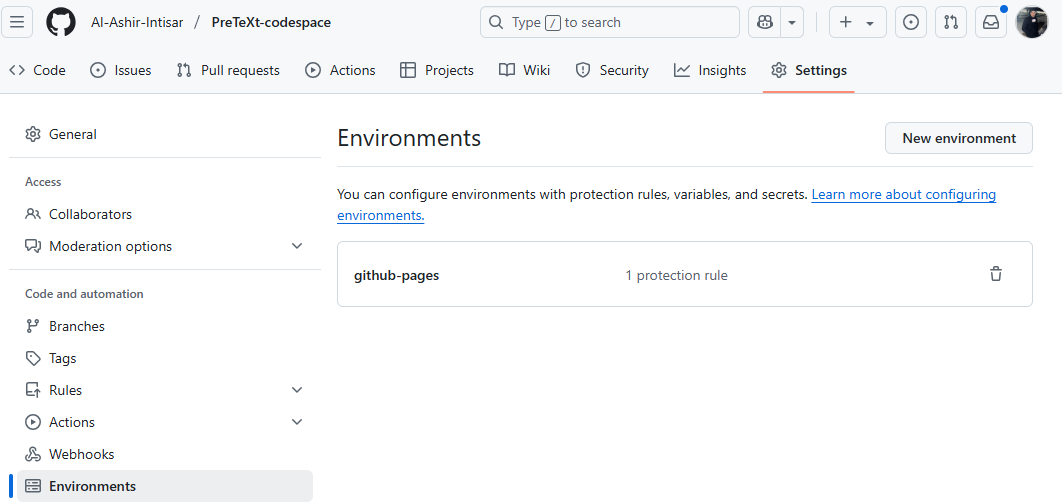 Al-Ashir-Intisar / PreTeXt-codespace
Type / to search
Code Issues Pull requests Actions Projects Wiki Security Insights Settings
General
Access
Collaborators
Moderation options
Code and automation
Branches
Tags
Rules
Actions
Webhooks
Environments
Environments
New environment
You can configure environments with protection rules, variables, and secrets. Learn more about configuring
environments.
github-pages 1 protection rule